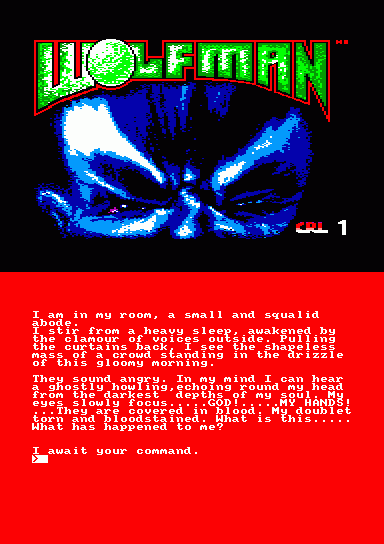 WOLFMAN
CRL 1
I am in my room, a small and squalid
abode.
I stir from a heavy sleep, awakened by
the clamour of voices outside. Pulling
the curtains back, I see the shapeless
mass of a crowd standing in the drizzle
of this gloomy morning.
They sound angry. In my mind I can hear
a ghostly howling,echoing round my head
from the darkest  depths of my soul. My
eyes slowly focus.....GOD!.....MY HANDS!
...They are covered in blood. My doublet
torn and bloodstained. What is this.....
What has happened to me?
I await your command.
>